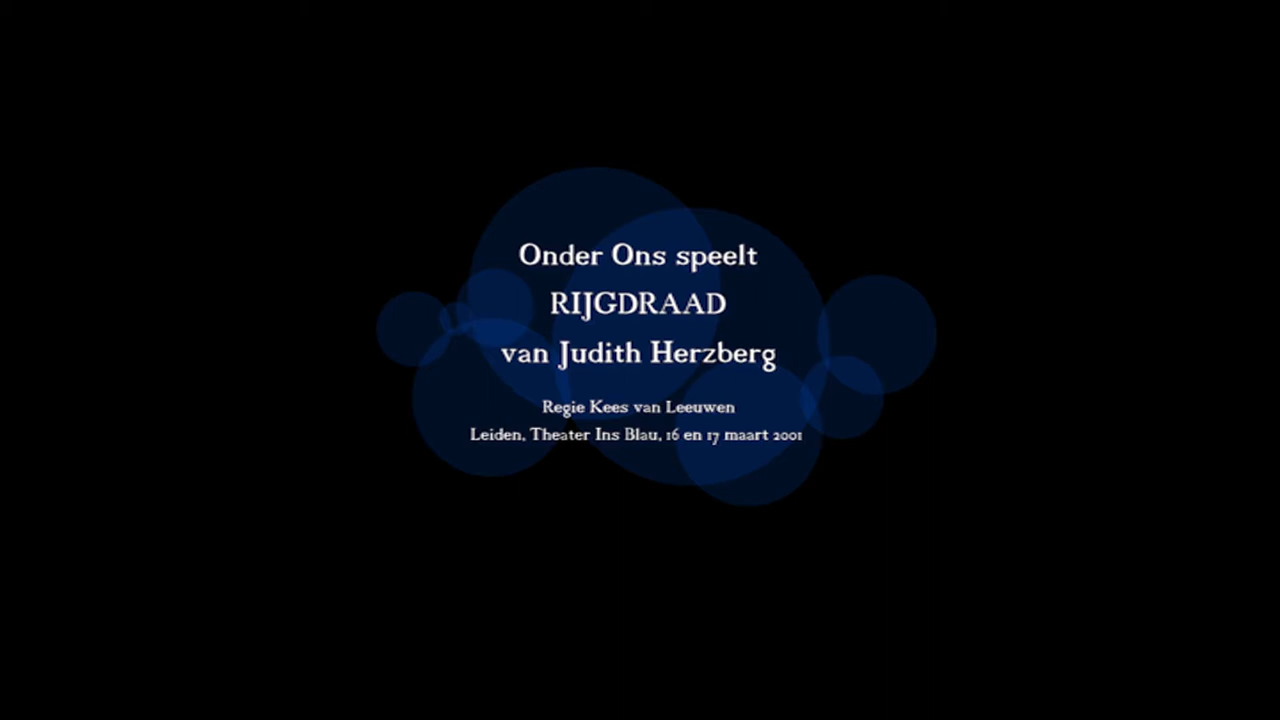 Onder Ons speelt
RIJGDRAAD
van Judith Herzberg
Regie Kees van Leeuwen
Leiden, Theater Ins Blau, 16 en 17 maart 2001